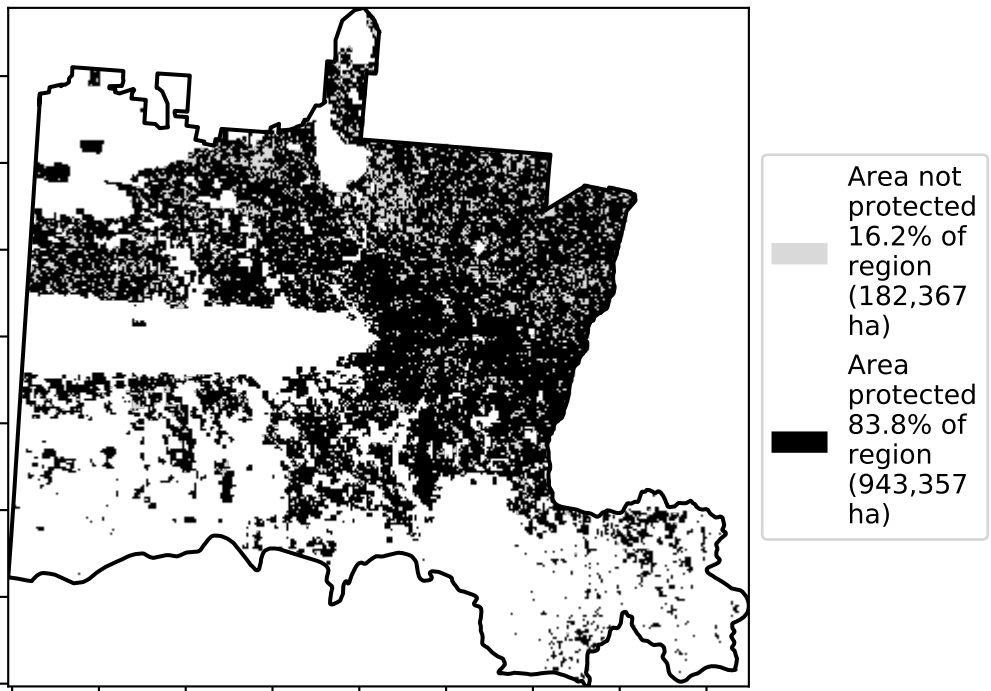 Area not
protected
16.2% of
region
(182,367
ha)
Area
protected
83.8% of
region
(943,357
ha)